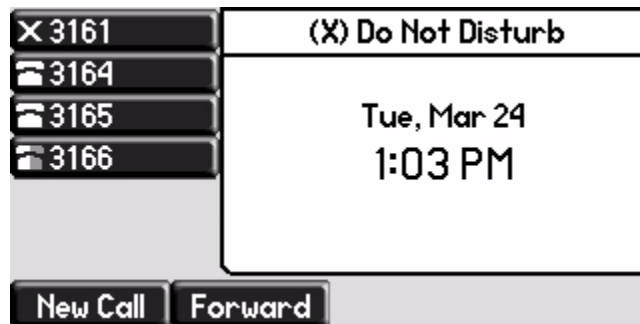 X 3161
3164
3165
3166
(X) Do Not Disturb
Tue, Mar 24
1:03 PM
New Call
Forward